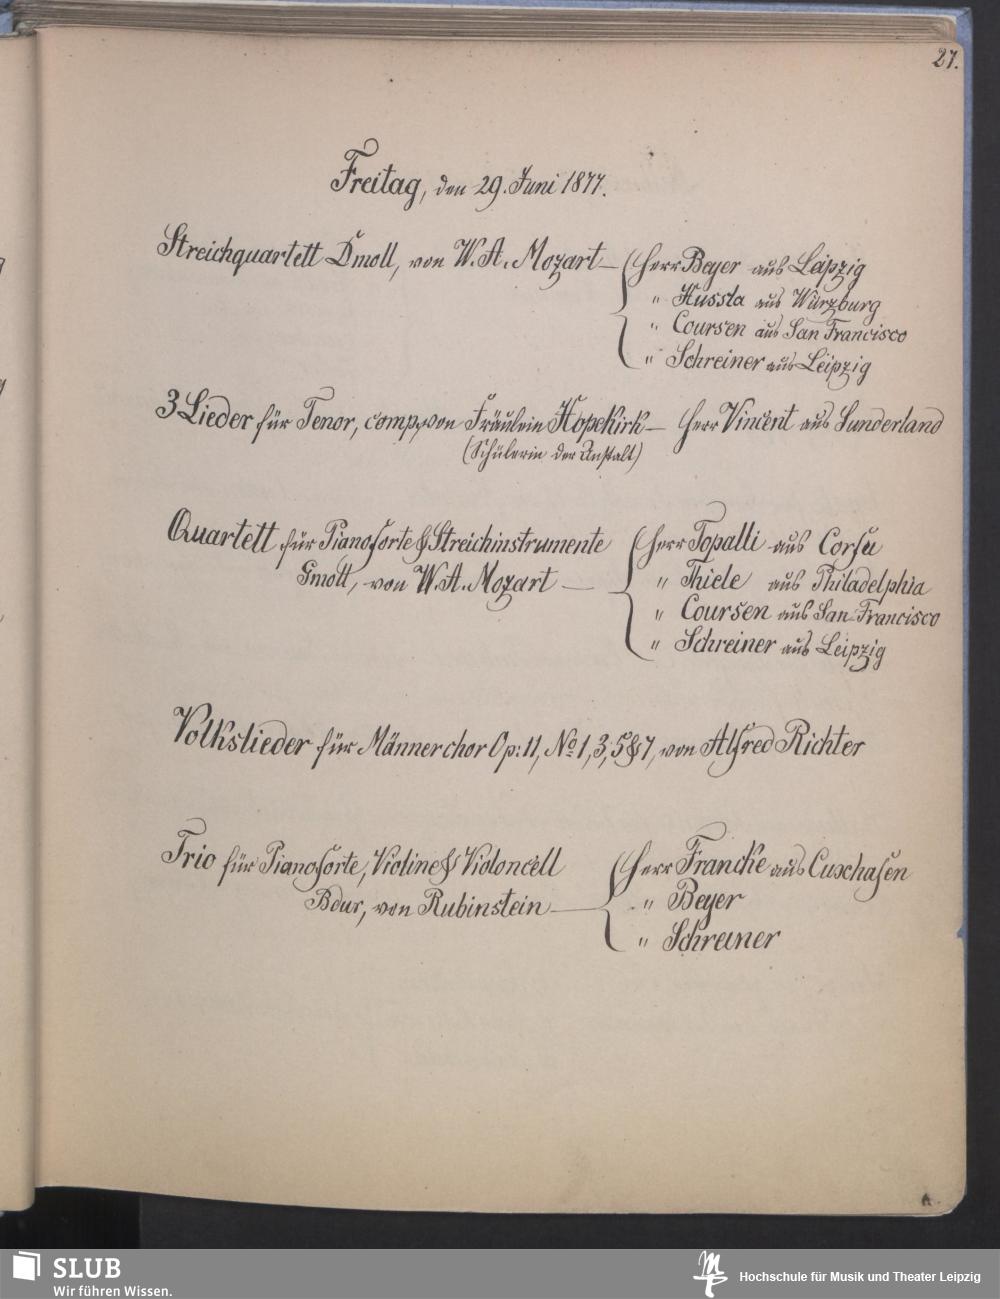 27.
Freitag, den 29. Juni 1877.
Streichquartett Dmoll, von W. A. Mozart — Herr Beyer aus Leipzig
" Hussla aus Würzburg
" Coursen aus San Francisco
" Schreiner aus Leipzig
3 Lieder für Tenor, comp. von Fräulein Hopekirk — Herr Vincent aus Sunderland
(Schülerin der Anstalt)
Quartett für Pianoforte & Streichinstrumente Herr Topalli aus Corfu
Gmoll, von W. A. Mozart — " Thiele aus Philadelphia
" Coursen aus San Francisco
" Schreiner aus Leipzig
Volkslieder für Männerchor Op: 11, No 1, 3, 5 & 7, von Alfred Richter
Trio für Pianoforte, Violine & Violoncell Herr Francke aus Cuxhafen
Bdur, von Rubinstein — " Beyer
" Schreiner
SLUB
Wir führen Wissen.
Hochschule für Musik und Theater Leipzig